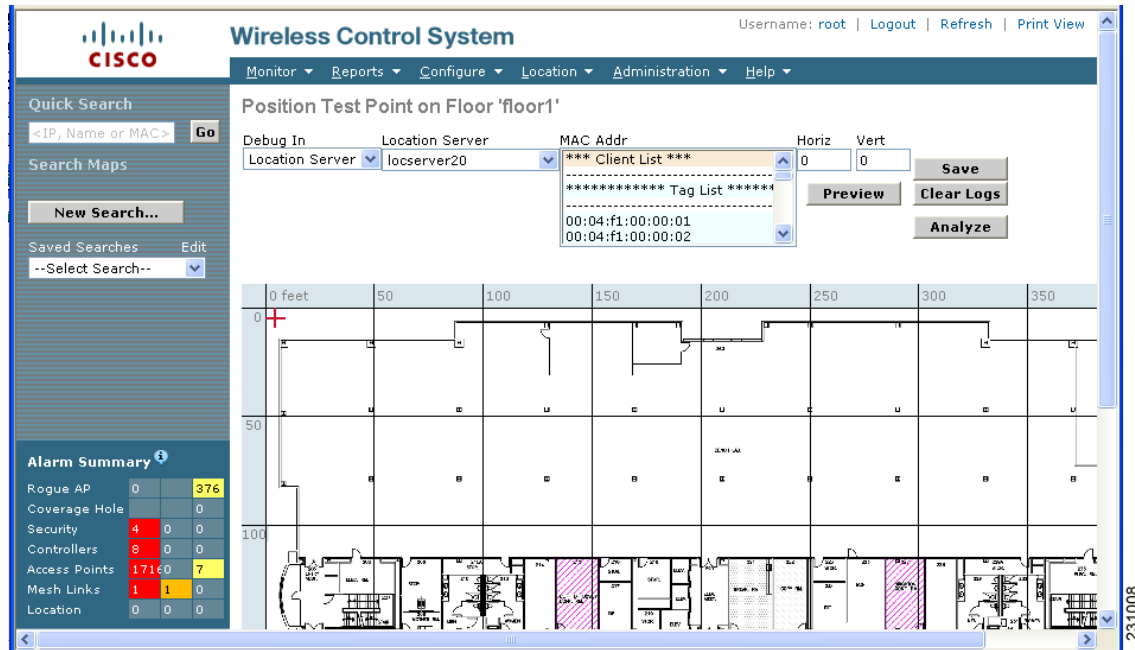 Username: root | Logout | Refresh | Print View
CISCO
Wireless Control System
Monitor Reports Configure Location Administration Help
Quick Search
<IP, Name or MAC> Go
Search Maps
New Search...
Saved Searches Edit
--Select Search--
Position Test Point on Floor 'floor1'
Debug In Location Server MAC Addr Horiz Vert
Location Server locserver20 *** Client List *** 0 0
Save
------------------------------
************ Tag List ******
Preview Clear Logs
------------------------------
00:04:f1:00:00:01
Analyze
00:04:f1:00:00:02
0 feet 50 100 150 200 250 300 350
0
50
100
Alarm Summary
Rogue AP 0 376
Coverage Hole 0
Security 4 0 0
Controllers 8 0 0
Access Points 1716 0 7
Mesh Links 1 1 0
Location 0 0 0
231008